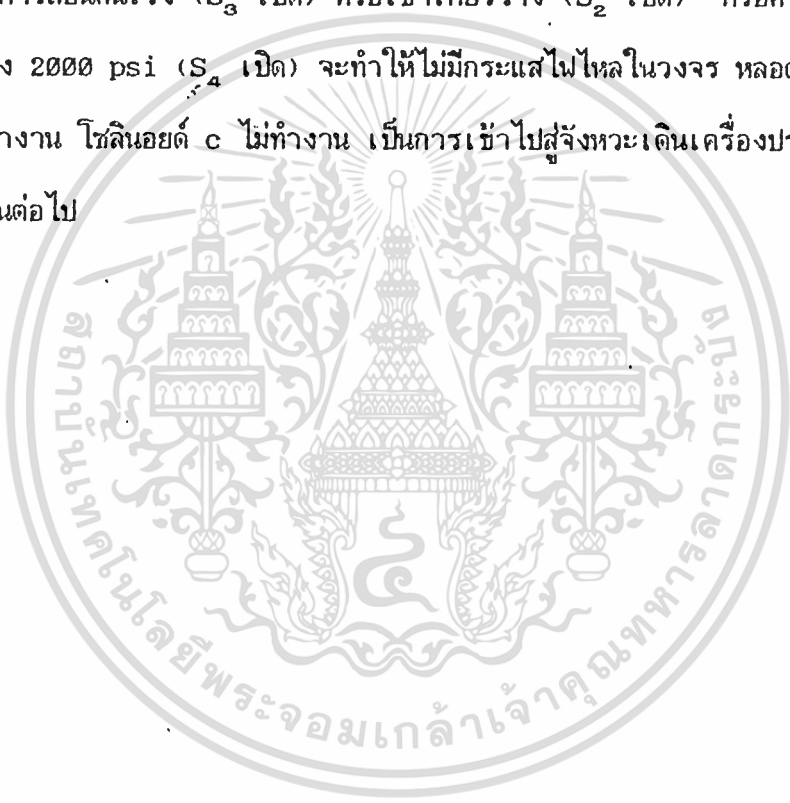 (S₃ เปิด) หรือเข้าเกียร์ว่าง (S₂ เปิด)
2000 psi (S₄ เปิด) จะทำให้ไม่มีกระแสไฟไหลในวงจร
างาน โซลินอยด์ c ไม่ทำงาน เป็นการเข้าไปสู่จังหวะเดินเครื่อง
นต่อไป
สถาบันเทคโนโลยีพระจอมเกล้าเจ้าคุณทหารลาดกระบัง